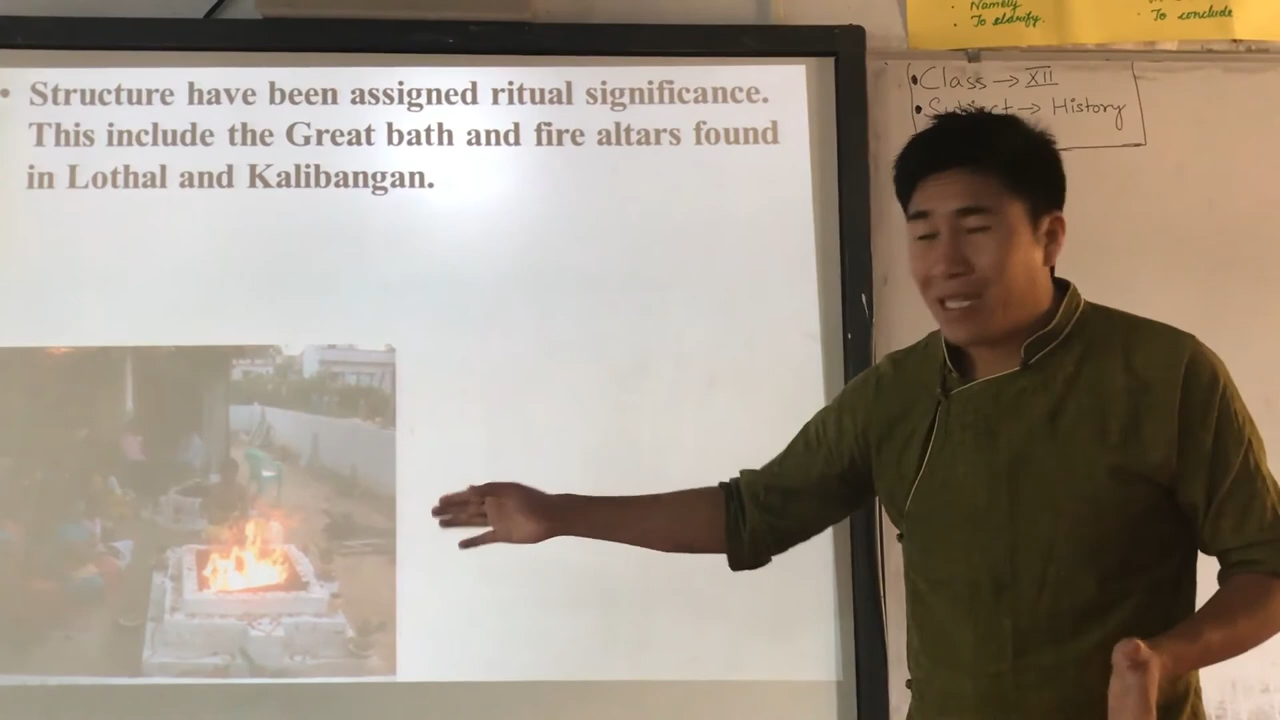 • Namely
• To clarify.
• To conclude
• Structure have been assigned ritual significance.
This include the Great bath and fire altars found
in Lothal and Kalibangan.
• Class → XII
• Subject → History